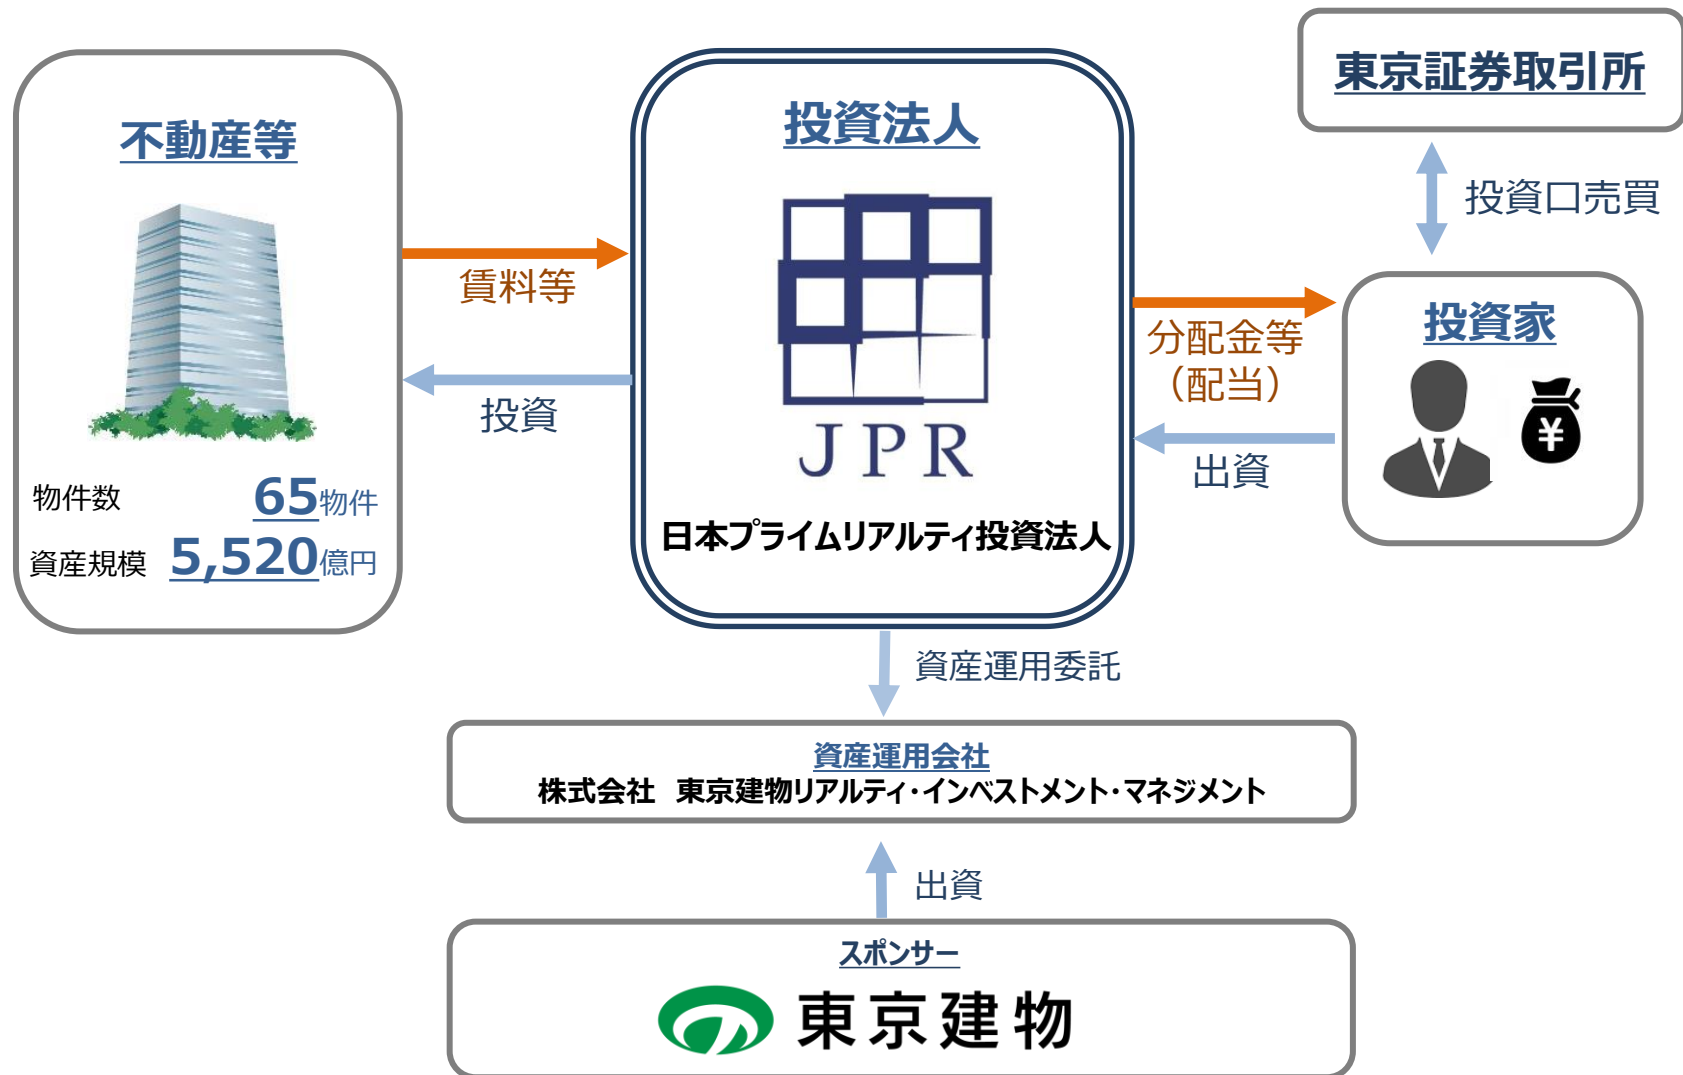 東京証券取引所
投資口売買
不動産等
物件数 65物件
資産規模 5,520億円
賃料等
投資
投資法人
JPR
日本プライムリアルティ投資法人
分配金等
（配当）
出資
投資家
¥
資産運用委託
資産運用会社
株式会社　東京建物リアルティ・インベストメント・マネジメント
出資
スポンサー
東京建物